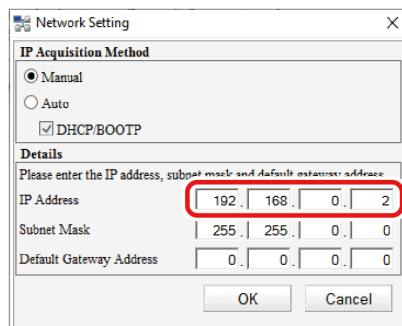 Network Setting
IP Acquisition Method
Manual
Auto
DHCP/BOOTP
Details
Please enter the IP address, subnet mask and default gateway address
IP Address 192 . 168 . 0 . 2
Subnet Mask 255 . 255 . 0 . 0
Default Gateway Address 0 . 0 . 0 . 0
OK Cancel